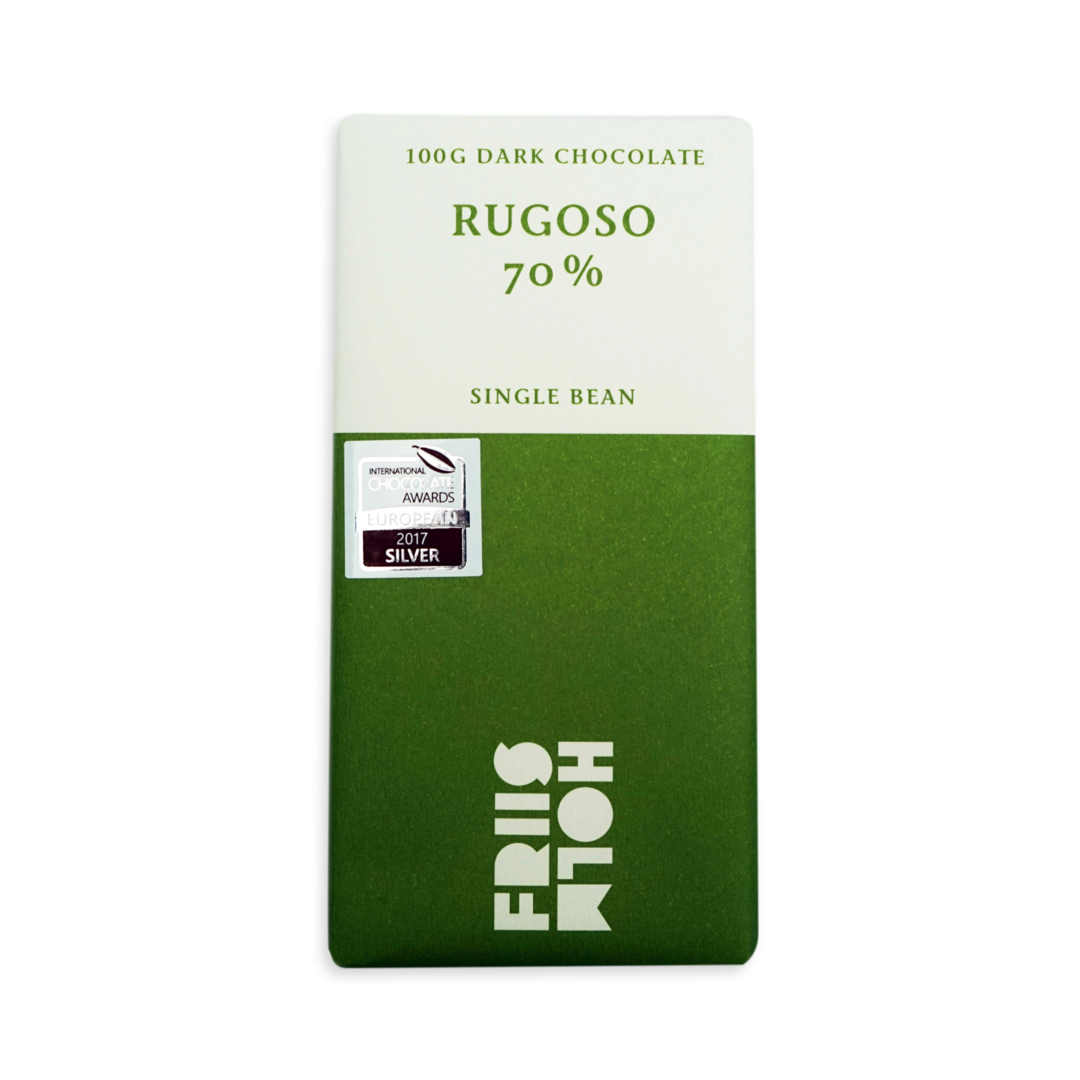 100G DARK CHOCOLATE
RUGOSO
70 %
SINGLE BEAN
INTERNATIONAL
CHOCOLATE
AWARDS
EUROPEAN
2017
SILVER
FRIIS
HOLM